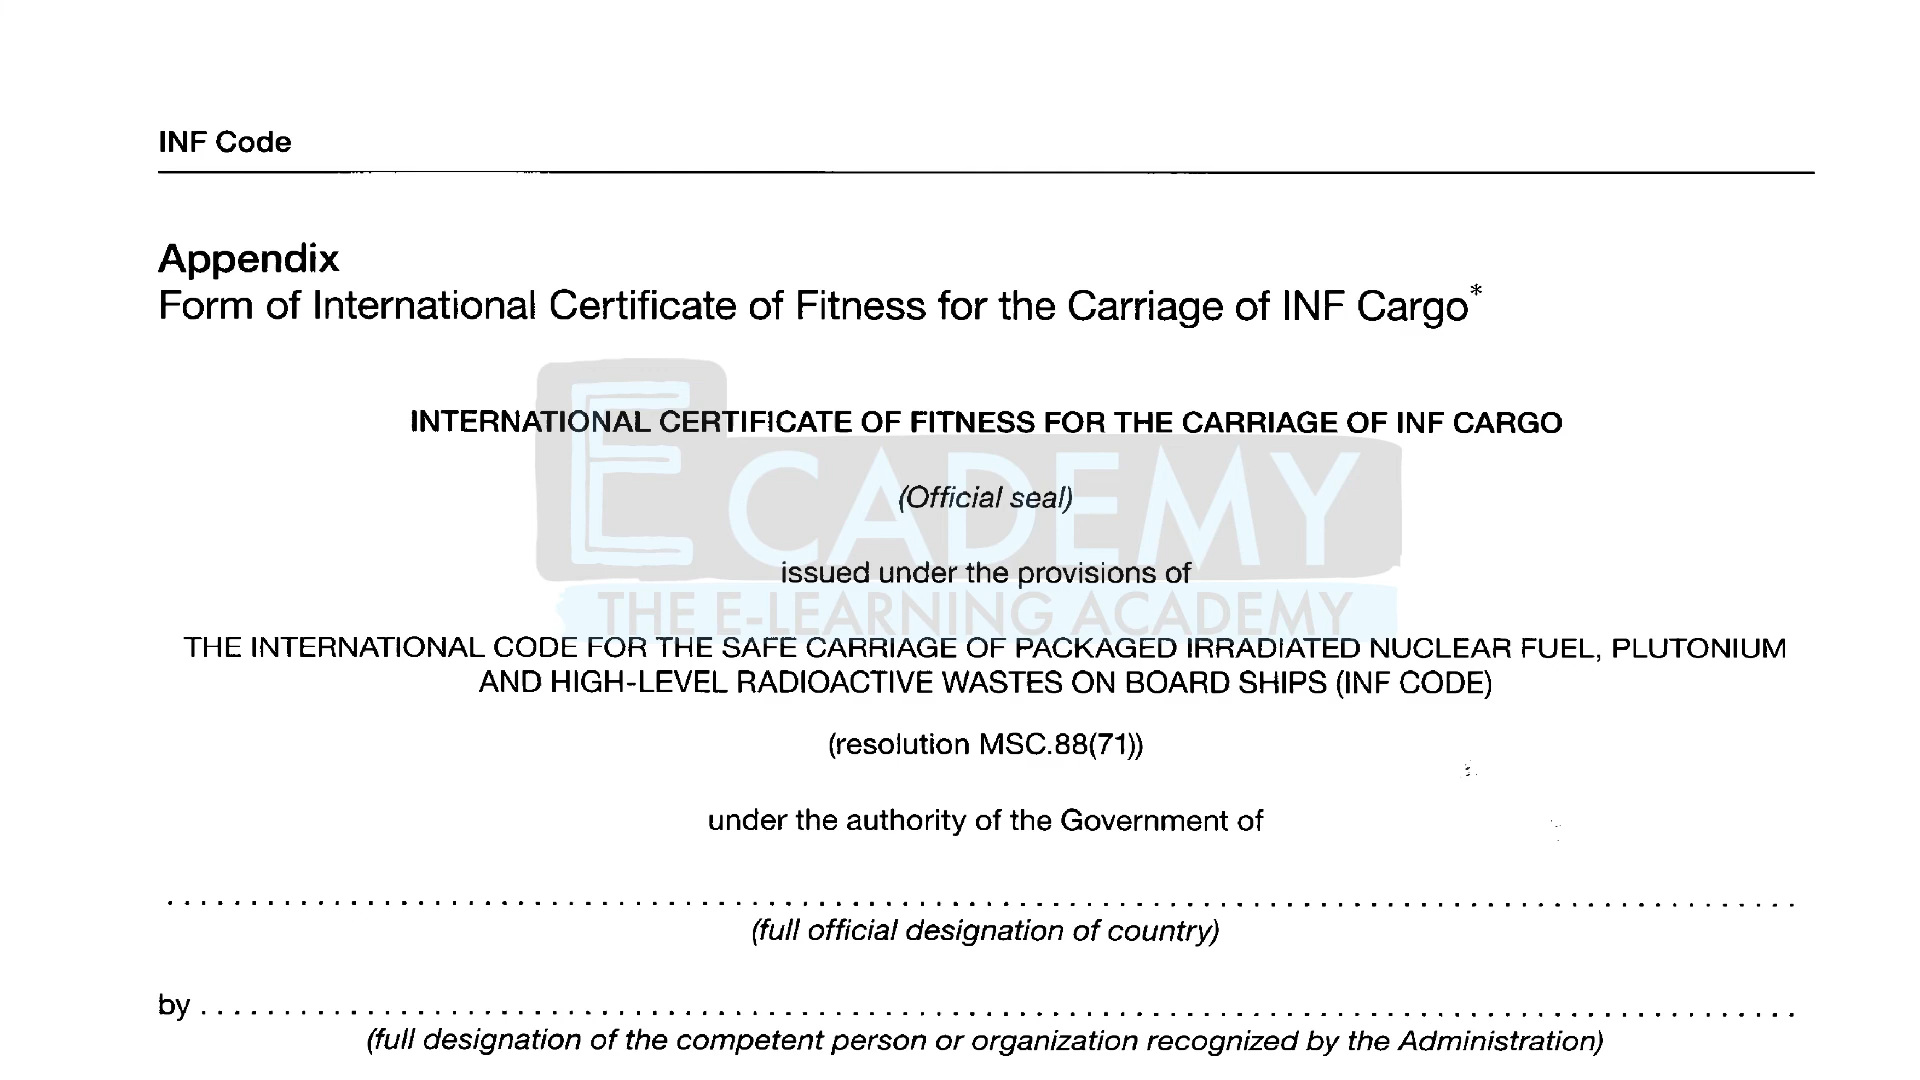 INF Code
Appendix
Form of International Certificate of Fitness for the Carriage of INF Cargo*
INTERNATIONAL CERTIFICATE OF FITNESS FOR THE CARRIAGE OF INF CARGO
(Official seal)
ECADEMY
issued under the provisions of
THE E-LEARNING ACADEMY
THE INTERNATIONAL CODE FOR THE SAFE CARRIAGE OF PACKAGED IRRADIATED NUCLEAR FUEL, PLUTONIUM
AND HIGH-LEVEL RADIOACTIVE WASTES ON BOARD SHIPS (INF CODE)
(resolution MSC.88(71))
under the authority of the Government of
(full official designation of country)
by
(full designation of the competent person or organization recognized by the Administration)